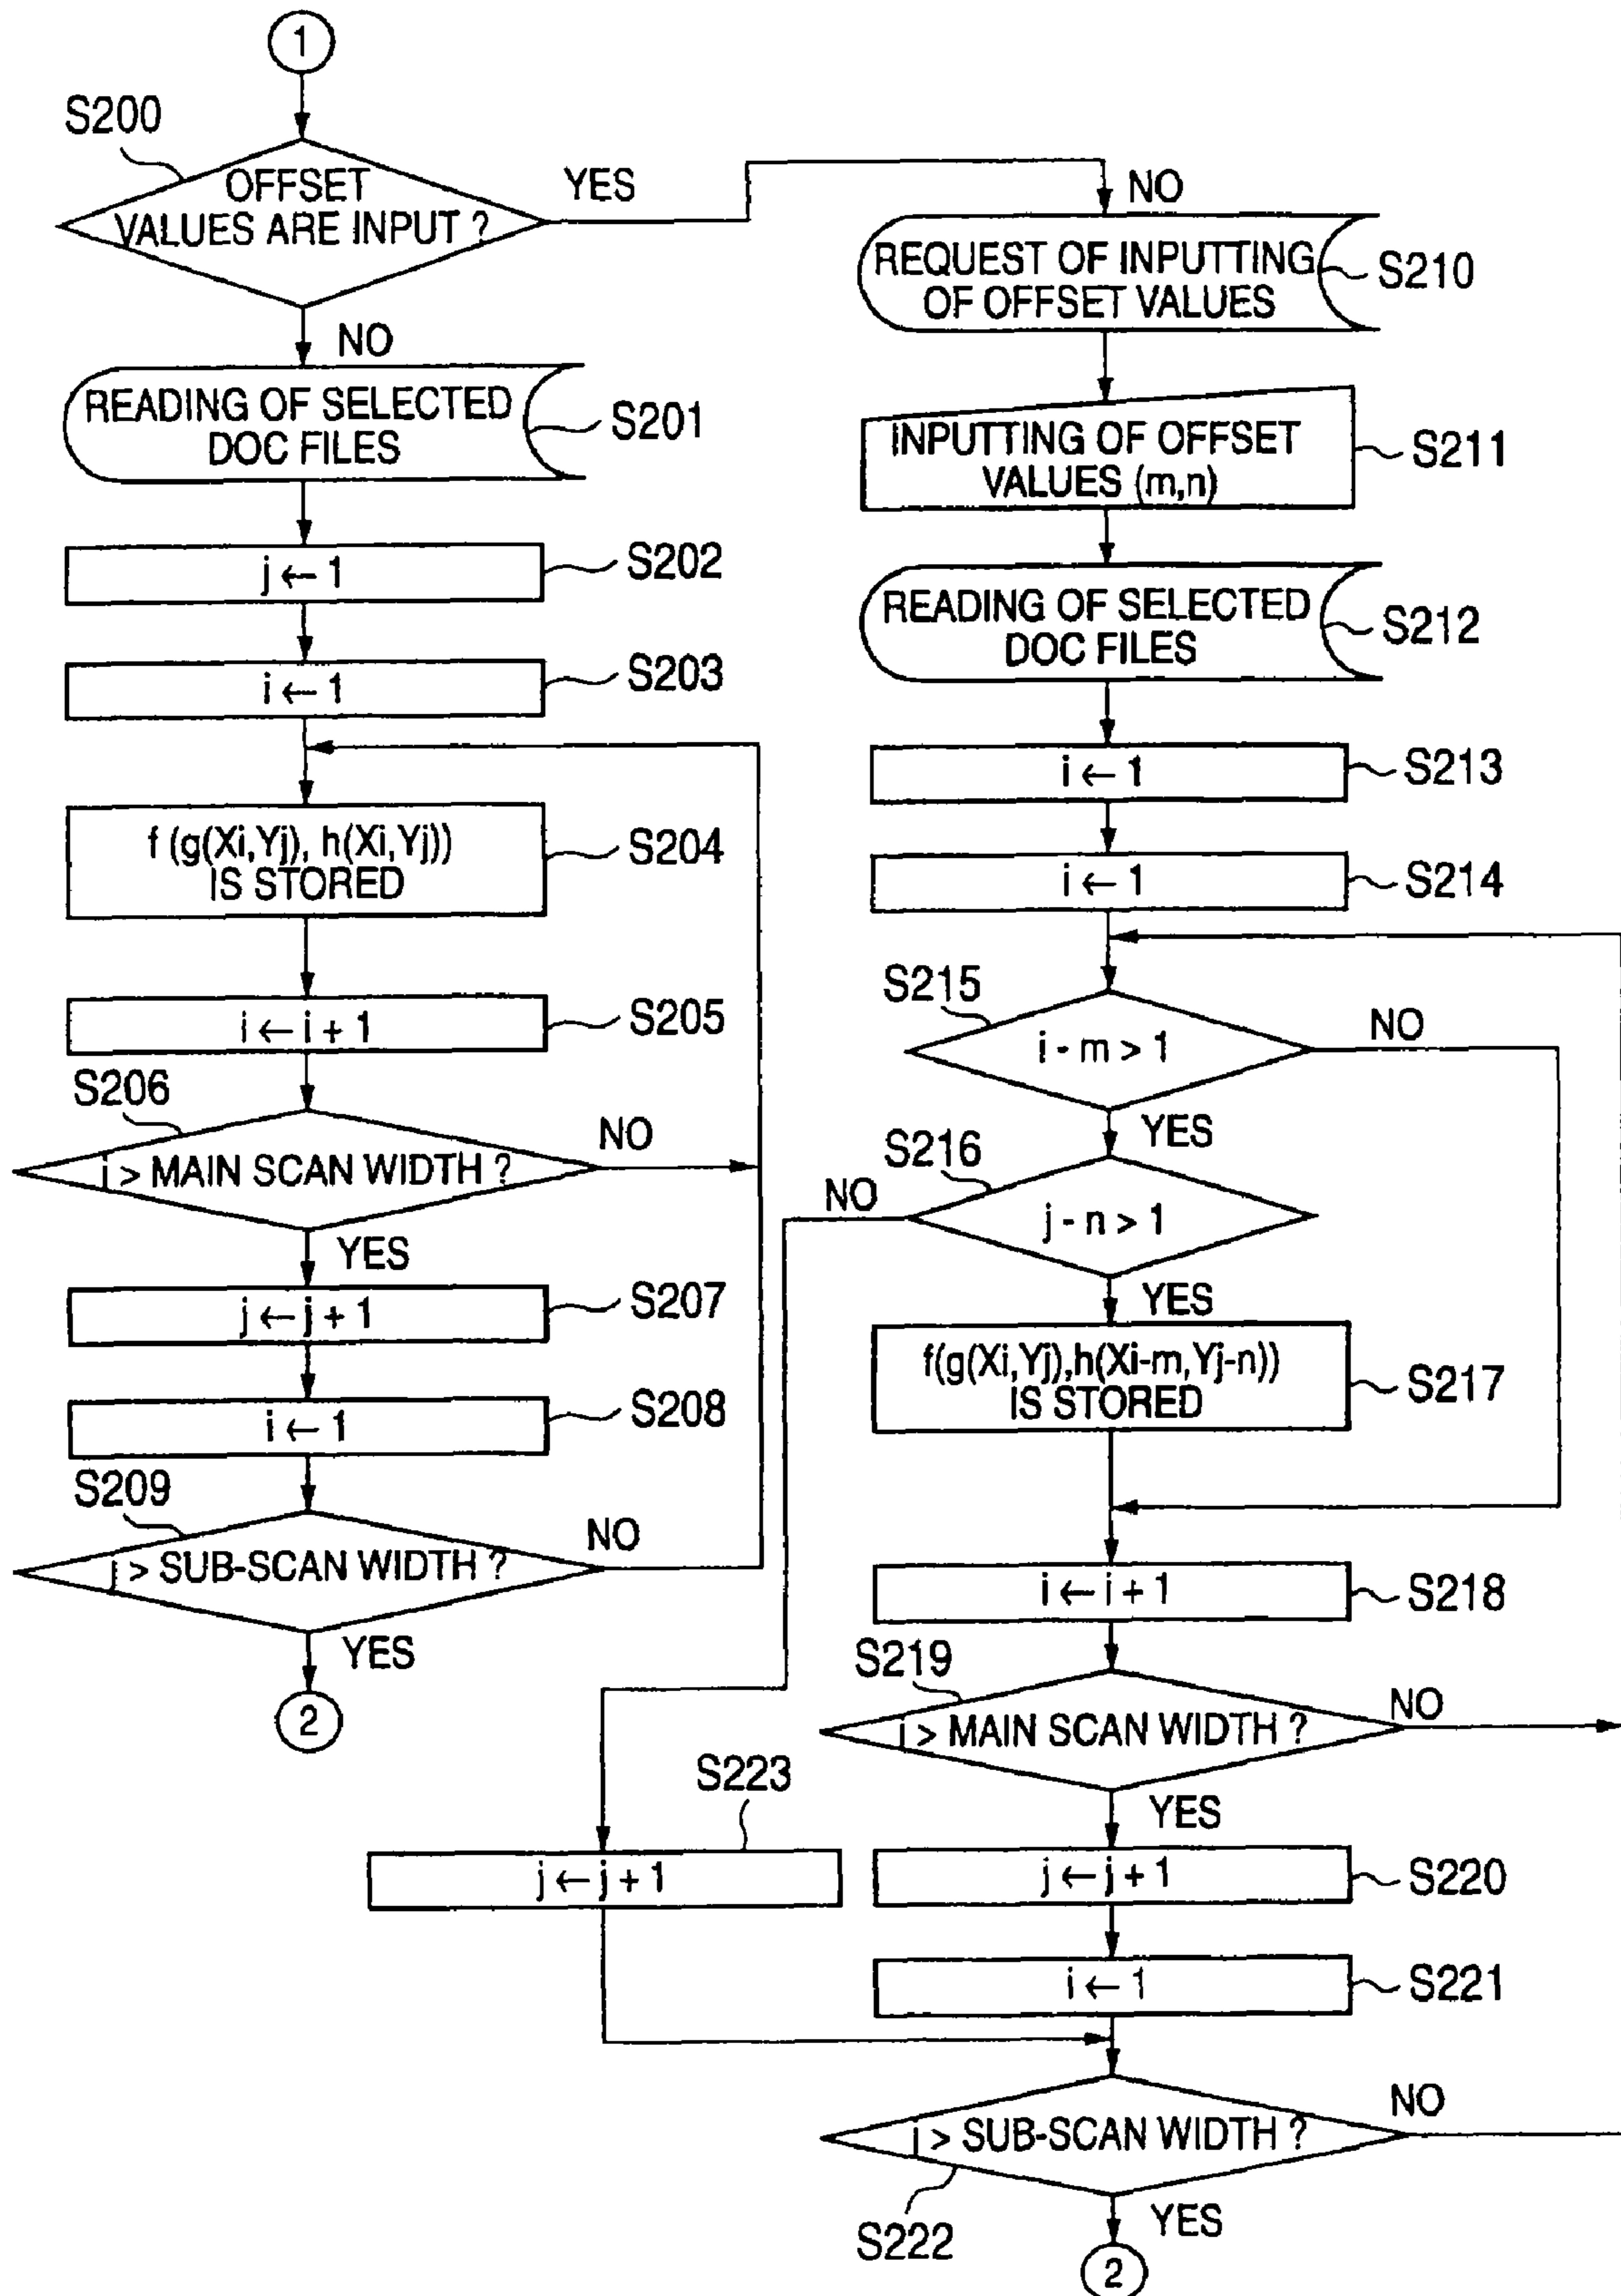 1
S200
OFFSET
VALUES ARE INPUT ?
YES
NO
NO
READING OF SELECTED
DOC FILES
S201
j ← 1
S202
i ← 1
S203
f (g(Xi,Yj), h(Xi,Yj))
IS STORED
S204
i ← i + 1
S205
S206
i > MAIN SCAN WIDTH ?
NO
YES
j ← j + 1
S207
i ← 1
S208
S209
j > SUB-SCAN WIDTH ?
NO
YES
2
REQUEST OF INPUTTING
OF OFFSET VALUES
S210
INPUTTING OF OFFSET
VALUES (m,n)
S211
READING OF SELECTED
DOC FILES
S212
i ← 1
S213
i ← 1
S214
S215
i - m > 1
NO
YES
S216
NO
j - n > 1
YES
f(g(Xi,Yj),h(Xi-m,Yj-n))
IS STORED
S217
i ← i + 1
S218
S219
i > MAIN SCAN WIDTH ?
NO
YES
S223
j ← j + 1
j ← j + 1
S220
i ← 1
S221
j > SUB-SCAN WIDTH ?
NO
S222
YES
2